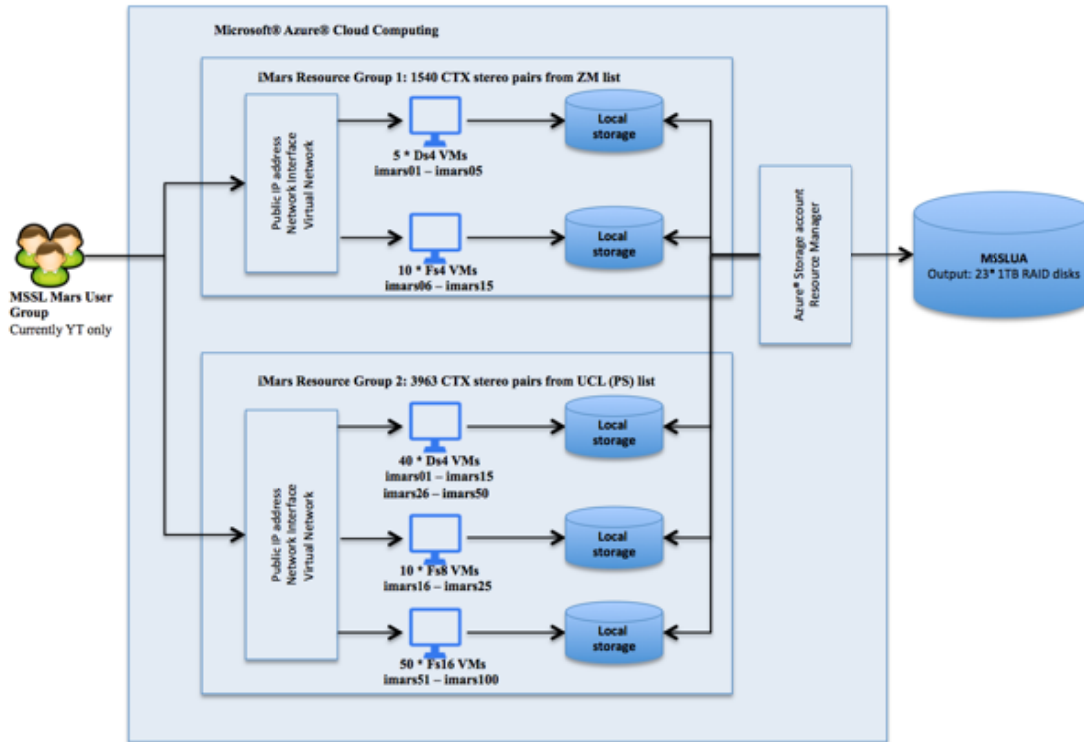 Microsoft® Azure® Cloud Computing
iMars Resource Group 1: 1540 CTX stereo pairs from ZM list
Public IP address
Network Interface
Virtual Network
5 * Ds4 VMs
imars01 – imars05
Local
storage
10 * Fs4 VMs
imars06 – imars15
Local
storage
MSSL Mars User
Group
Currently YT only
Azure® Storage account
Resource Manager
MSSLUA
Output: 23* 1TB RAID disks
iMars Resource Group 2: 3963 CTX stereo pairs from UCL (PS) list
Public IP address
Network Interface
Virtual Network
40 * Ds4 VMs
imars01 – imars15
imars26 – imars50
Local
storage
10 * Fs8 VMs
imars16 – imars25
Local
storage
50 * Fs16 VMs
imars51 – imars100
Local
storage